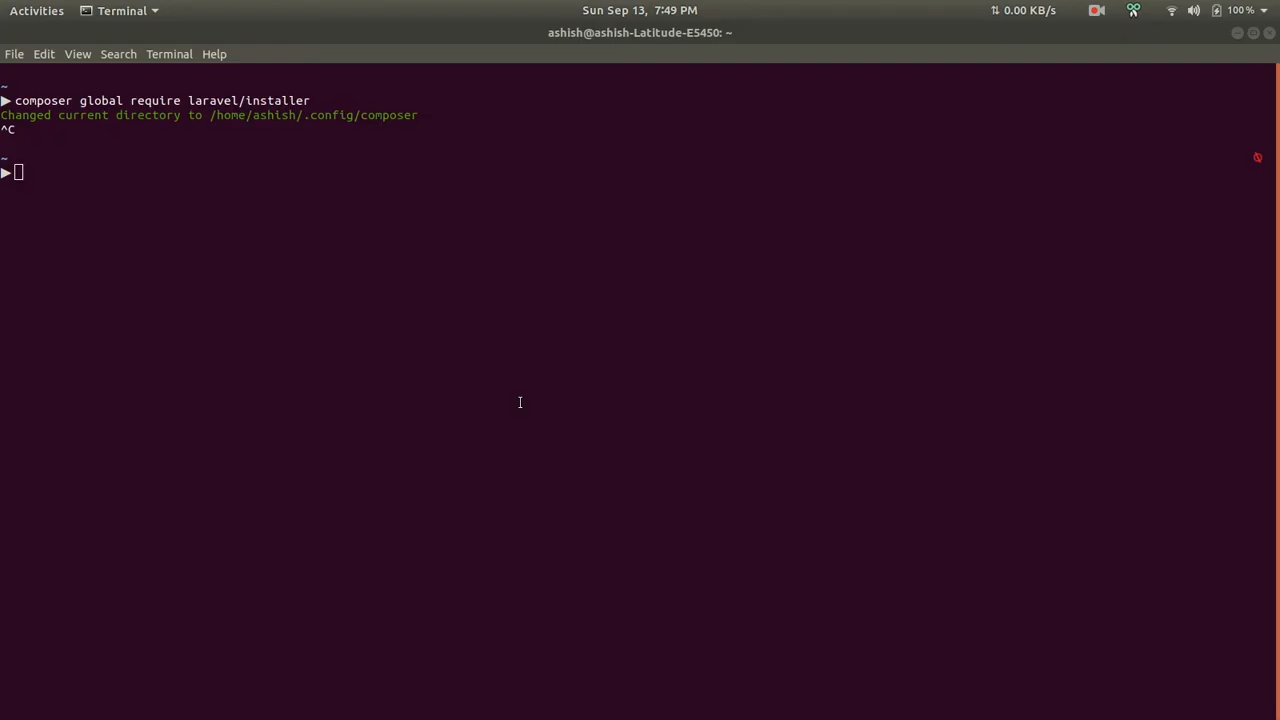 Activities Terminal Sun Sep 13, 7:49 PM 0.00 KB/s 100 %
ashish@ashish-Latitude-E5450: ~
File Edit View Search Terminal Help
~
composer global require laravel/installer
Changed current directory to /home/ashish/.config/composer
^C
~